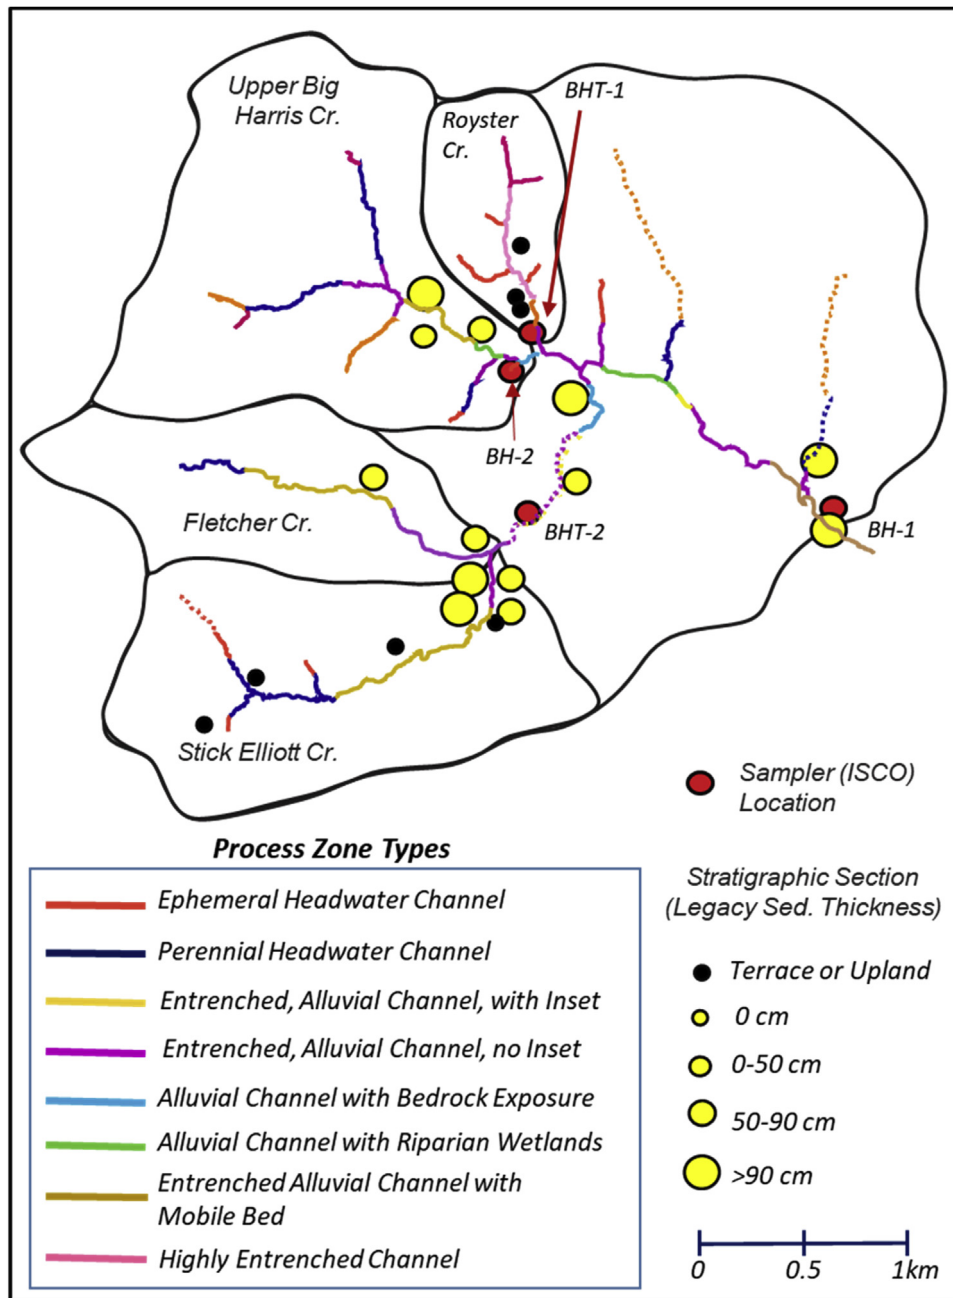 Upper Big
Harris Cr.
Royster
Cr.
BHT-1
BH-2
Fletcher Cr.
BHT-2
BH-1
Stick Elliott Cr.
Sampler (ISCO)
Location
Process Zone Types
Ephemeral Headwater Channel
Perennial Headwater Channel
Entrenched, Alluvial Channel, with Inset
Entrenched, Alluvial Channel, no Inset
Alluvial Channel with Bedrock Exposure
Alluvial Channel with Riparian Wetlands
Entrenched Alluvial Channel with
Mobile Bed
Highly Entrenched Channel
Stratigraphic Section
(Legacy Sed. Thickness)
Terrace or Upland
0 cm
0-50 cm
50-90 cm
>90 cm
0 0.5 1km